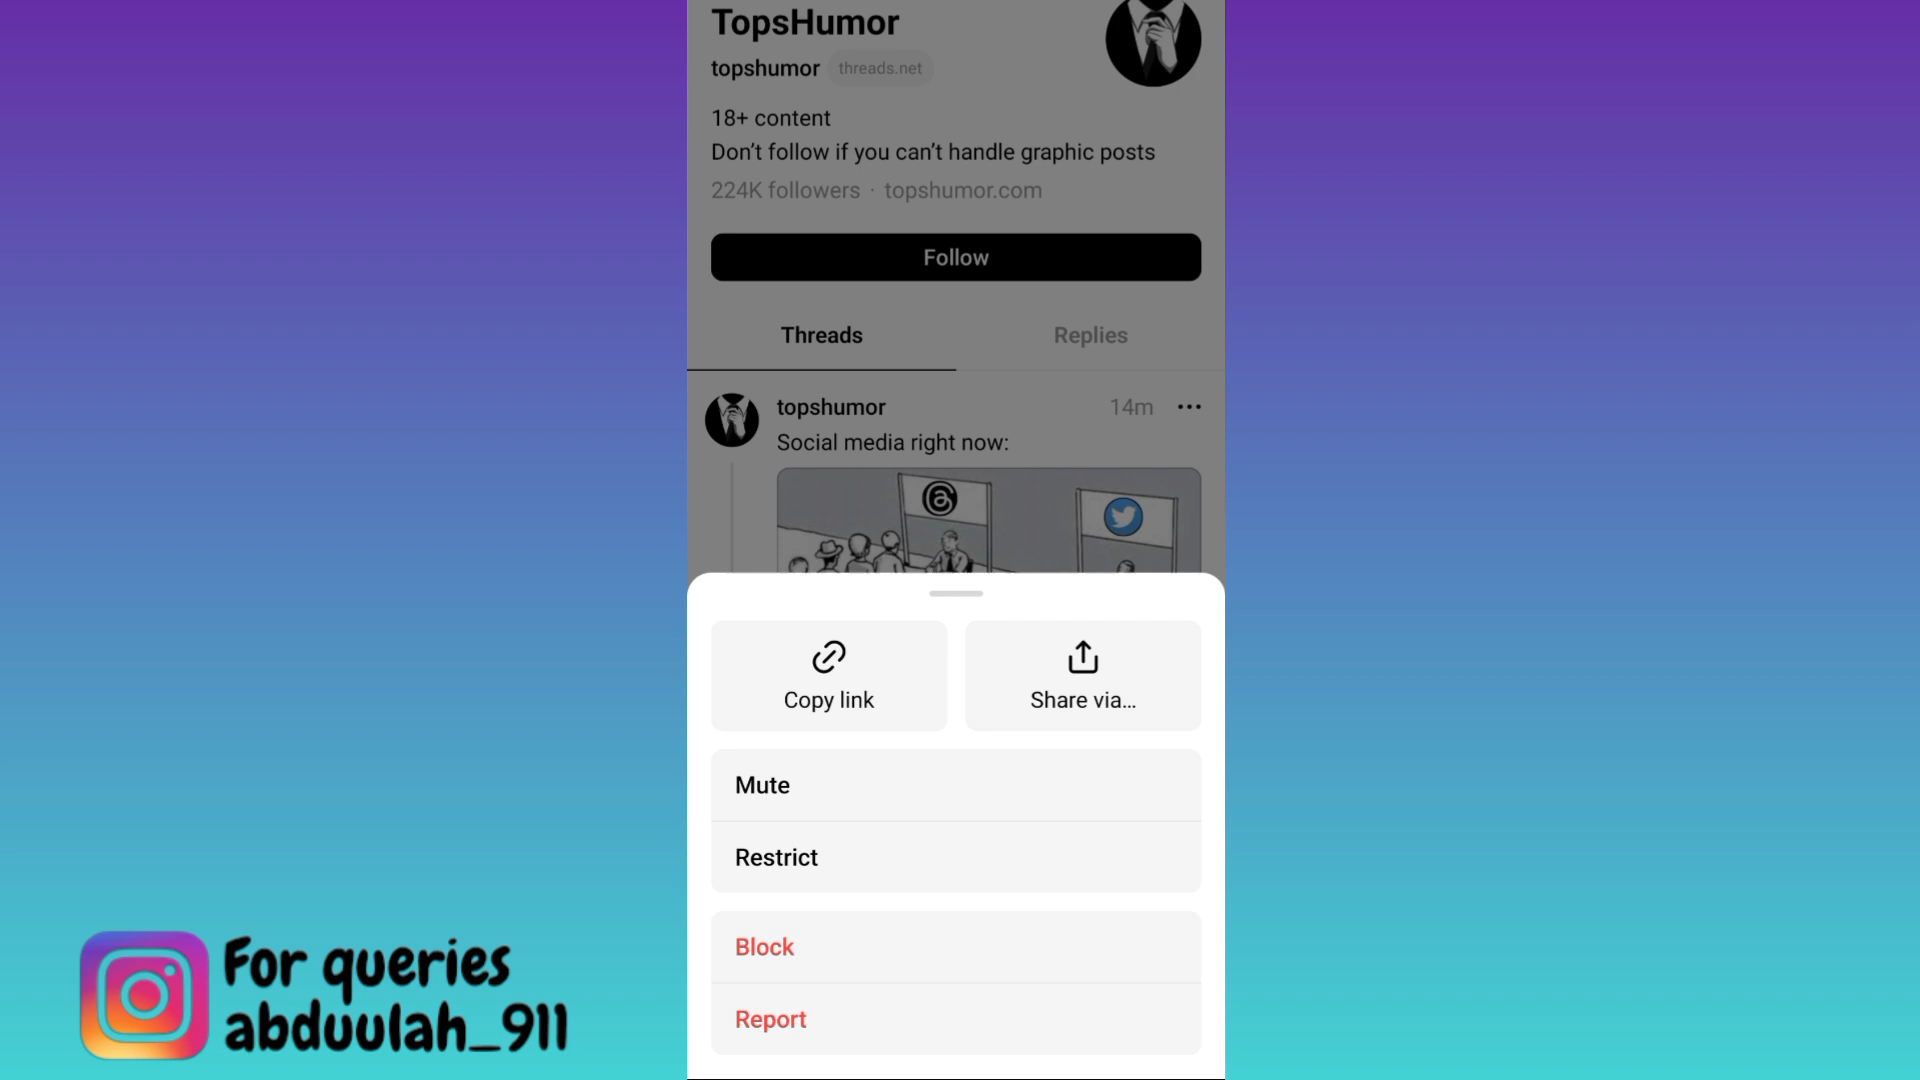 TopsHumor
topshumor threads.net
18+ content
Don’t follow if you can’t handle graphic posts
224K followers · topshumor.com
Follow
Threads Replies
topshumor 14m
Social media right now:
Copy link Share via...
Mute
Restrict
Block
Report
For queries
abduulah_911